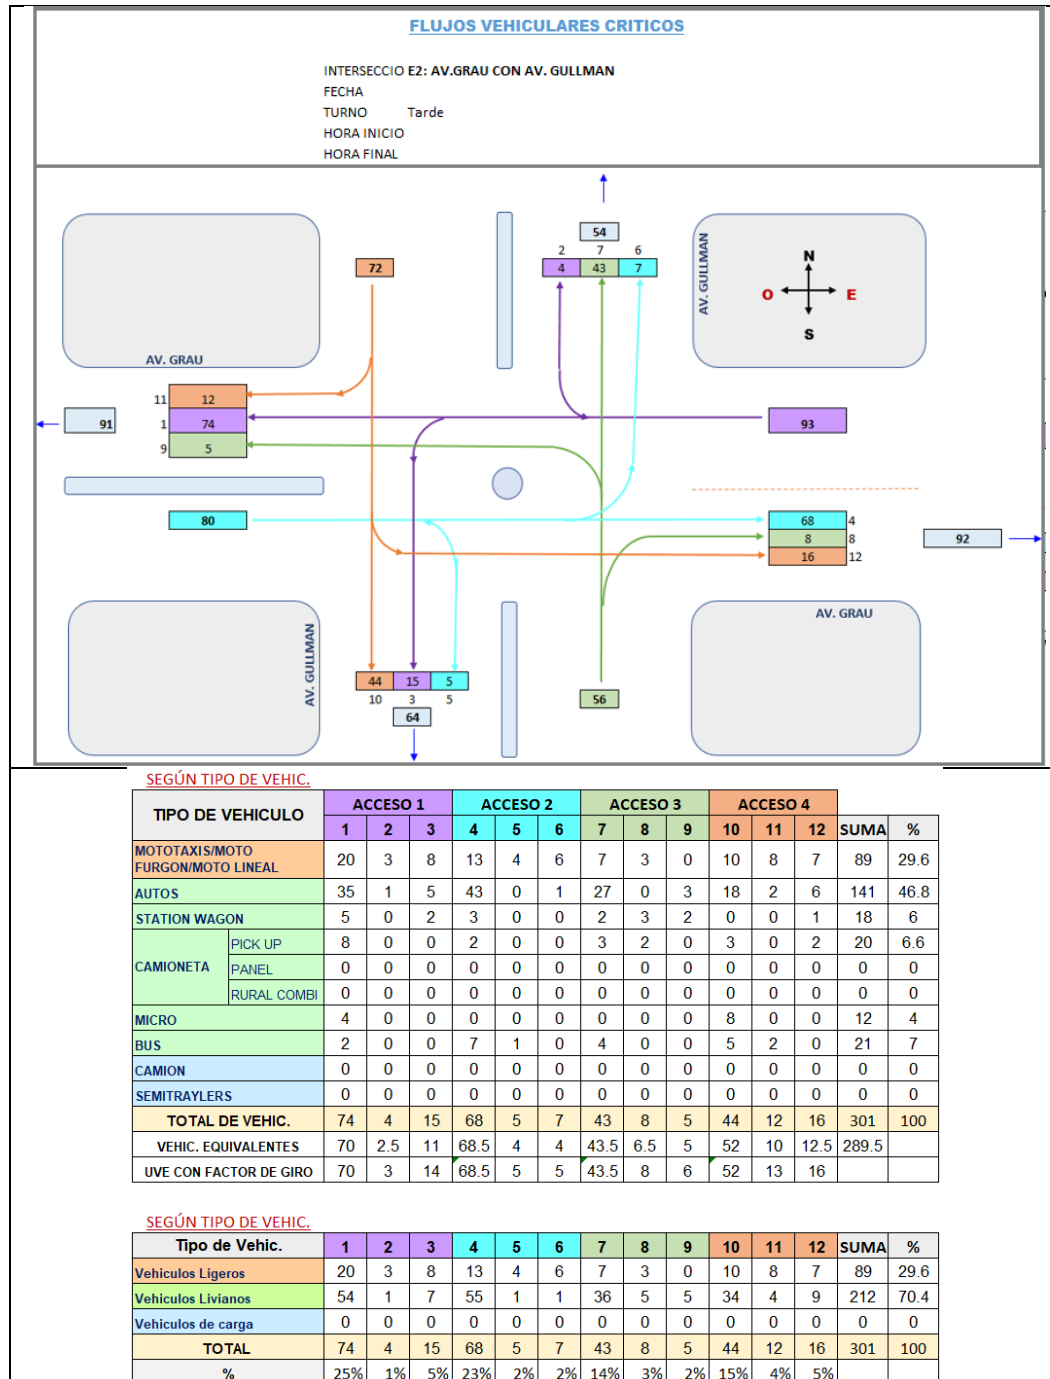 FLUJOS VEHICULARES CRITICOS
INTERSECCIO E2: AV.GRAU CON AV. GULLMAN
FECHA
TURNO Tarde
HORA INICIO
HORA FINAL
54
2 7 6
72
4 43 7
AV. GULLMAN
N
O E
S
AV. GRAU
11 12
91 1 74
9 5
93
80
68 4
8 8
16 12
92
AV. GRAU
AV. GULLMAN
44 15 5
10 3 5
64
56
SEGÚN TIPO DE VEHIC.
TIPO DE VEHICULO ACCESO 1 ACCESO 2 ACCESO 3 ACCESO 4
1 2 3 4 5 6 7 8 9 10 11 12 SUMA %
MOTOTAXIS/MOTO
FURGON/MOTO LINEAL 20 3 8 13 4 6 7 3 0 10 8 7 89 29.6
AUTOS 35 1 5 43 0 1 27 0 3 18 2 6 141 46.8
STATION WAGON 5 0 2 3 0 0 2 3 2 0 0 1 18 6
CAMIONETA PICK UP 8 0 0 2 0 0 3 2 0 3 0 2 20 6.6
PANEL 0 0 0 0 0 0 0 0 0 0 0 0 0 0
RURAL COMBI 0 0 0 0 0 0 0 0 0 0 0 0 0 0
MICRO 4 0 0 0 0 0 0 0 0 8 0 0 12 4
BUS 2 0 0 7 1 0 4 0 0 5 2 0 21 7
CAMION 0 0 0 0 0 0 0 0 0 0 0 0 0 0
SEMITRAYLERS 0 0 0 0 0 0 0 0 0 0 0 0 0 0
TOTAL DE VEHIC. 74 4 15 68 5 7 43 8 5 44 12 16 301 100
VEHIC. EQUIVALENTES 70 2.5 11 68.5 4 4 43.5 6.5 5 52 10 12.5 289.5
UVE CON FACTOR DE GIRO 70 3 14 68.5 5 5 43.5 8 6 52 13 16
SEGÚN TIPO DE VEHIC.
Tipo de Vehic. 1 2 3 4 5 6 7 8 9 10 11 12 SUMA %
Vehiculos Ligeros 20 3 8 13 4 6 7 3 0 10 8 7 89 29.6
Vehiculos Livianos 54 1 7 55 1 1 36 5 5 34 4 9 212 70.4
Vehiculos de carga 0 0 0 0 0 0 0 0 0 0 0 0 0 0
TOTAL 74 4 15 68 5 7 43 8 5 44 12 16 301 100
% 25% 1% 5% 23% 2% 2% 14% 3% 2% 15% 4% 5%